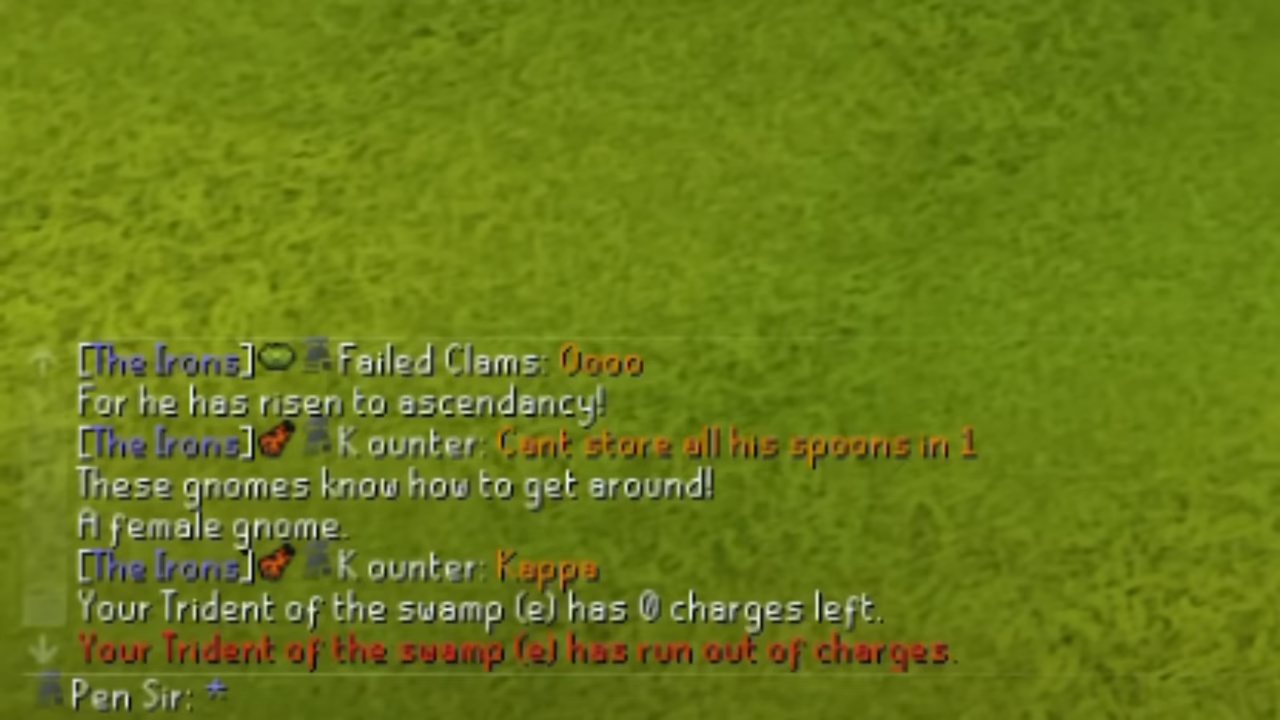 [The Irons] Failed Clams: Oooo
For he has risen to ascendancy!
[The Irons] K ounter: Cant store all his spoons in 1
These gnomes know how to get around!
A female gnome.
[The Irons] K ounter: Kappa
Your Trident of the swamp (e) has 0 charges left.
Your Trident of the swamp (e) has run out of charges.
Pen Sir: *